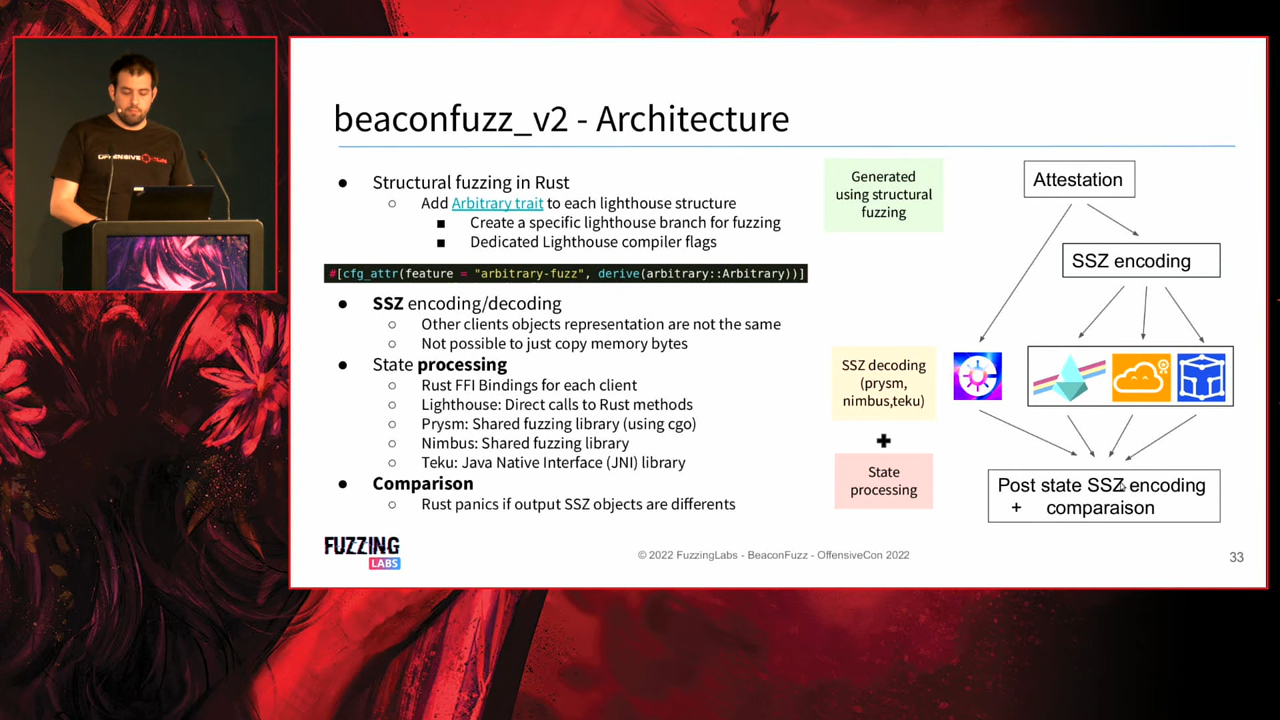 OFFENSIVE CON
beaconfuzz_v2 - Architecture
● Structural fuzzing in Rust
○ Add Arbitrary trait to each lighthouse structure
■ Create a specific lighthouse branch for fuzzing
■ Dedicated Lighthouse compiler flags
#[cfg_attr(feature = "arbitrary-fuzz", derive(arbitrary::Arbitrary))]
● SSZ encoding/decoding
○ Other clients objects representation are not the same
○ Not possible to just copy memory bytes
● State processing
○ Rust FFI Bindings for each client
○ Lighthouse: Direct calls to Rust methods
○ Prysm: Shared fuzzing library (using cgo)
○ Nimbus: Shared fuzzing library
○ Teku: Java Native Interface (JNI) library
● Comparison
○ Rust panics if output SSZ objects are differents
Generated
using structural
fuzzing
Attestation
SSZ encoding
SSZ decoding
(prysm,
nimbus,teku)
+
State
processing
Post state SSZ encoding
+ comparaison
FUZZING
LABS
© 2022 FuzzingLabs - BeaconFuzz - OffensiveCon 2022
33